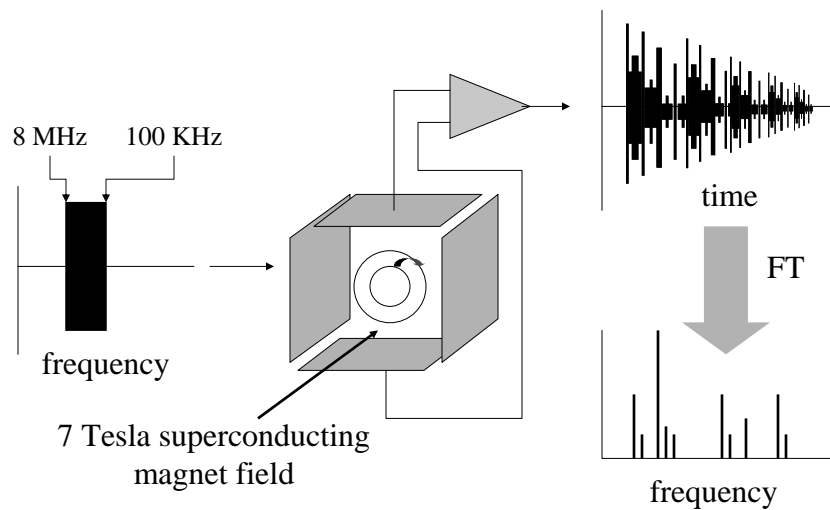 8 MHz
100 KHz
frequency
7 Tesla superconducting
magnet field
time
FT
frequency